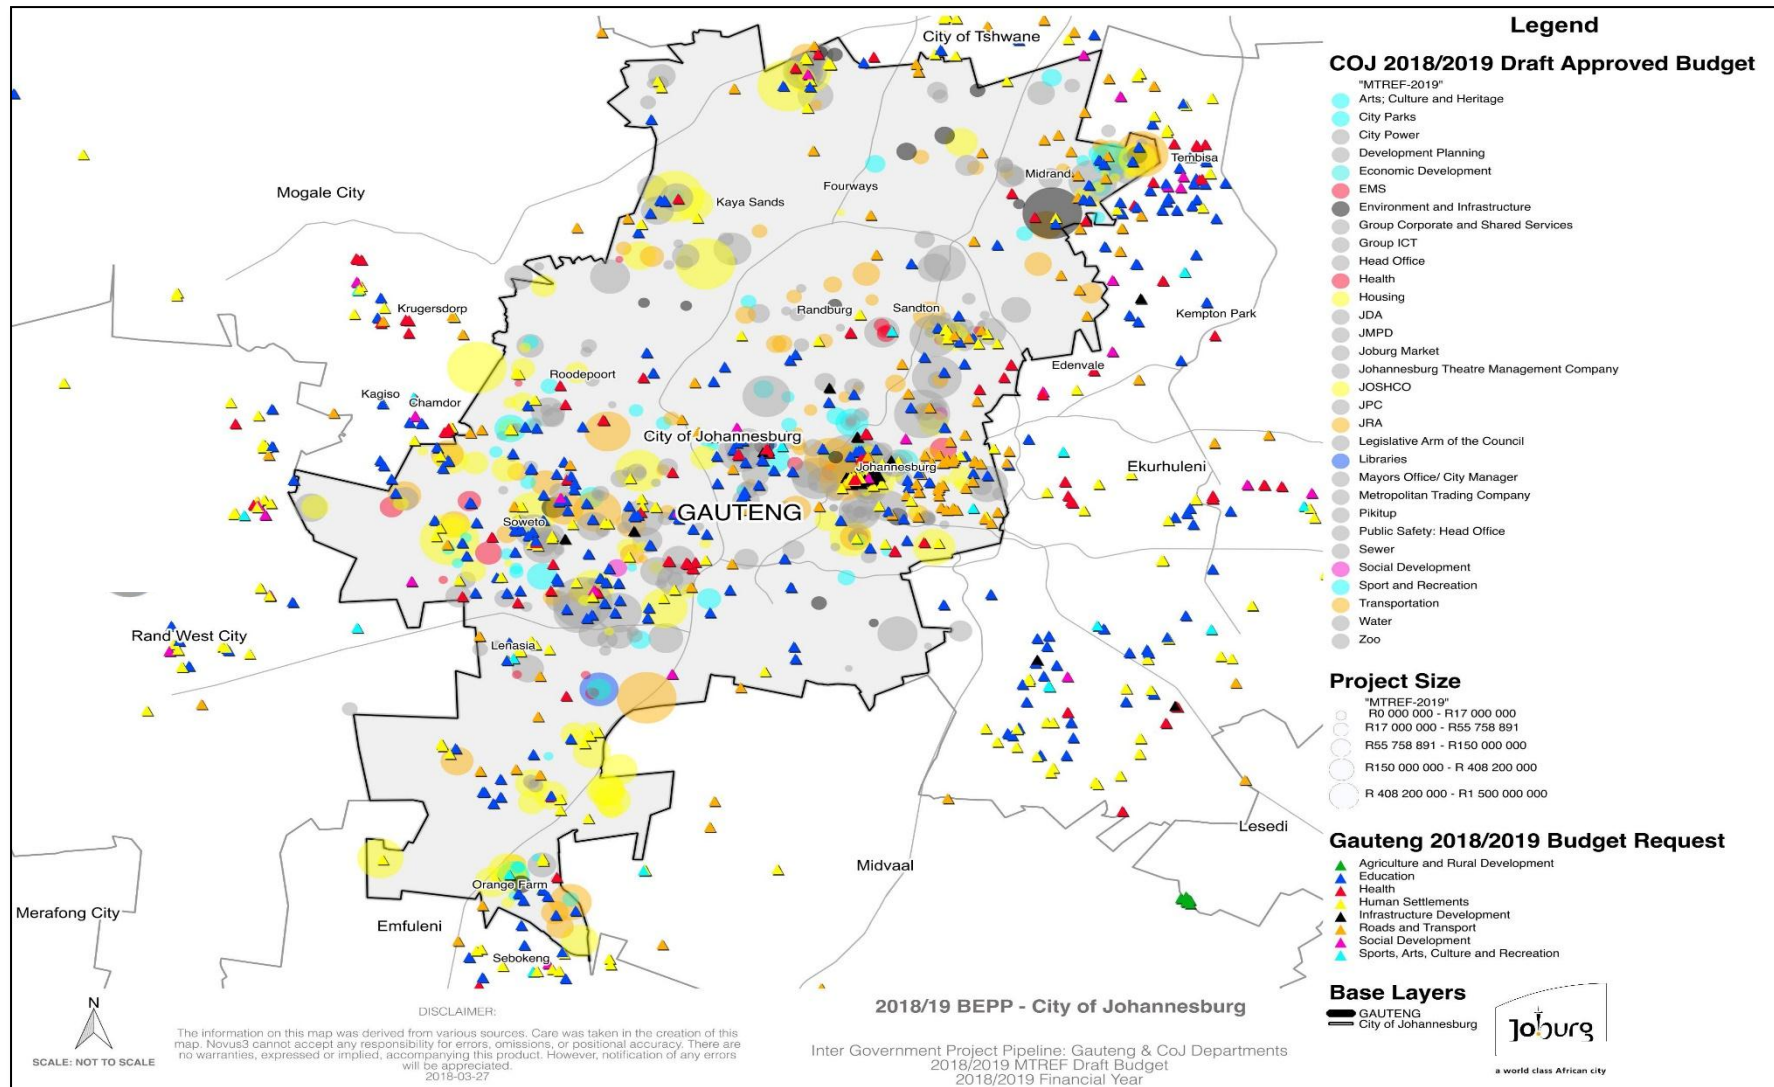 City of Tshwane
Mogale City
Kaya Sands
Fourways
Midrand
Tembisa
Krugersdorp
Randburg
Sandton
Kempton Park
Edenvale
Roodepoort
Kagiso
Chamdor
City of Johannesburg
Johannesburg
Ekurhuleni
GAUTENG
Soweto
Rand West City
Lenasia
Lesedi
Midvaal
Orange Farm
Merafong City
Emfuleni
Sebokeng
Legend
COJ 2018/2019 Draft Approved Budget
"MTREF-2019"
Arts; Culture and Heritage
City Parks
City Power
Development Planning
Economic Development
EMS
Environment and Infrastructure
Group Corporate and Shared Services
Group ICT
Head Office
Health
Housing
JDA
JMPD
Joburg Market
Johannesburg Theatre Management Company
JOSHCO
JPC
JRA
Legislative Arm of the Council
Libraries
Mayors Office/ City Manager
Metropolitan Trading Company
Pikitup
Public Safety: Head Office
Sewer
Social Development
Sport and Recreation
Transportation
Water
Zoo
Project Size
"MTREF-2019"
R0 000 000 - R17 000 000
R17 000 000 - R55 758 891
R55 758 891 - R150 000 000
R150 000 000 - R 408 200 000
R 408 200 000 - R1 500 000 000
Gauteng 2018/2019 Budget Request
Agriculture and Rural Development
Education
Health
Human Settlements
Infrastructure Development
Roads and Transport
Social Development
Sports, Arts, Culture and Recreation
Base Layers
GAUTENG
City of Johannesburg
Joburg
a world class African city
N
SCALE: NOT TO SCALE
DISCLAIMER:
The information on this map was derived from various sources. Care was taken in the creation of this
map. Novus3 cannot accept any responsibility for errors, omissions, or positional accuracy. There are
no warranties, expressed or implied, accompanying this product. However, notification of any errors
will be appreciated.
2018-03-27
2018/19 BEPP - City of Johannesburg
Inter Government Project Pipeline: Gauteng & CoJ Departments
2018/2019 MTREF Draft Budget
2018/2019 Financial Year